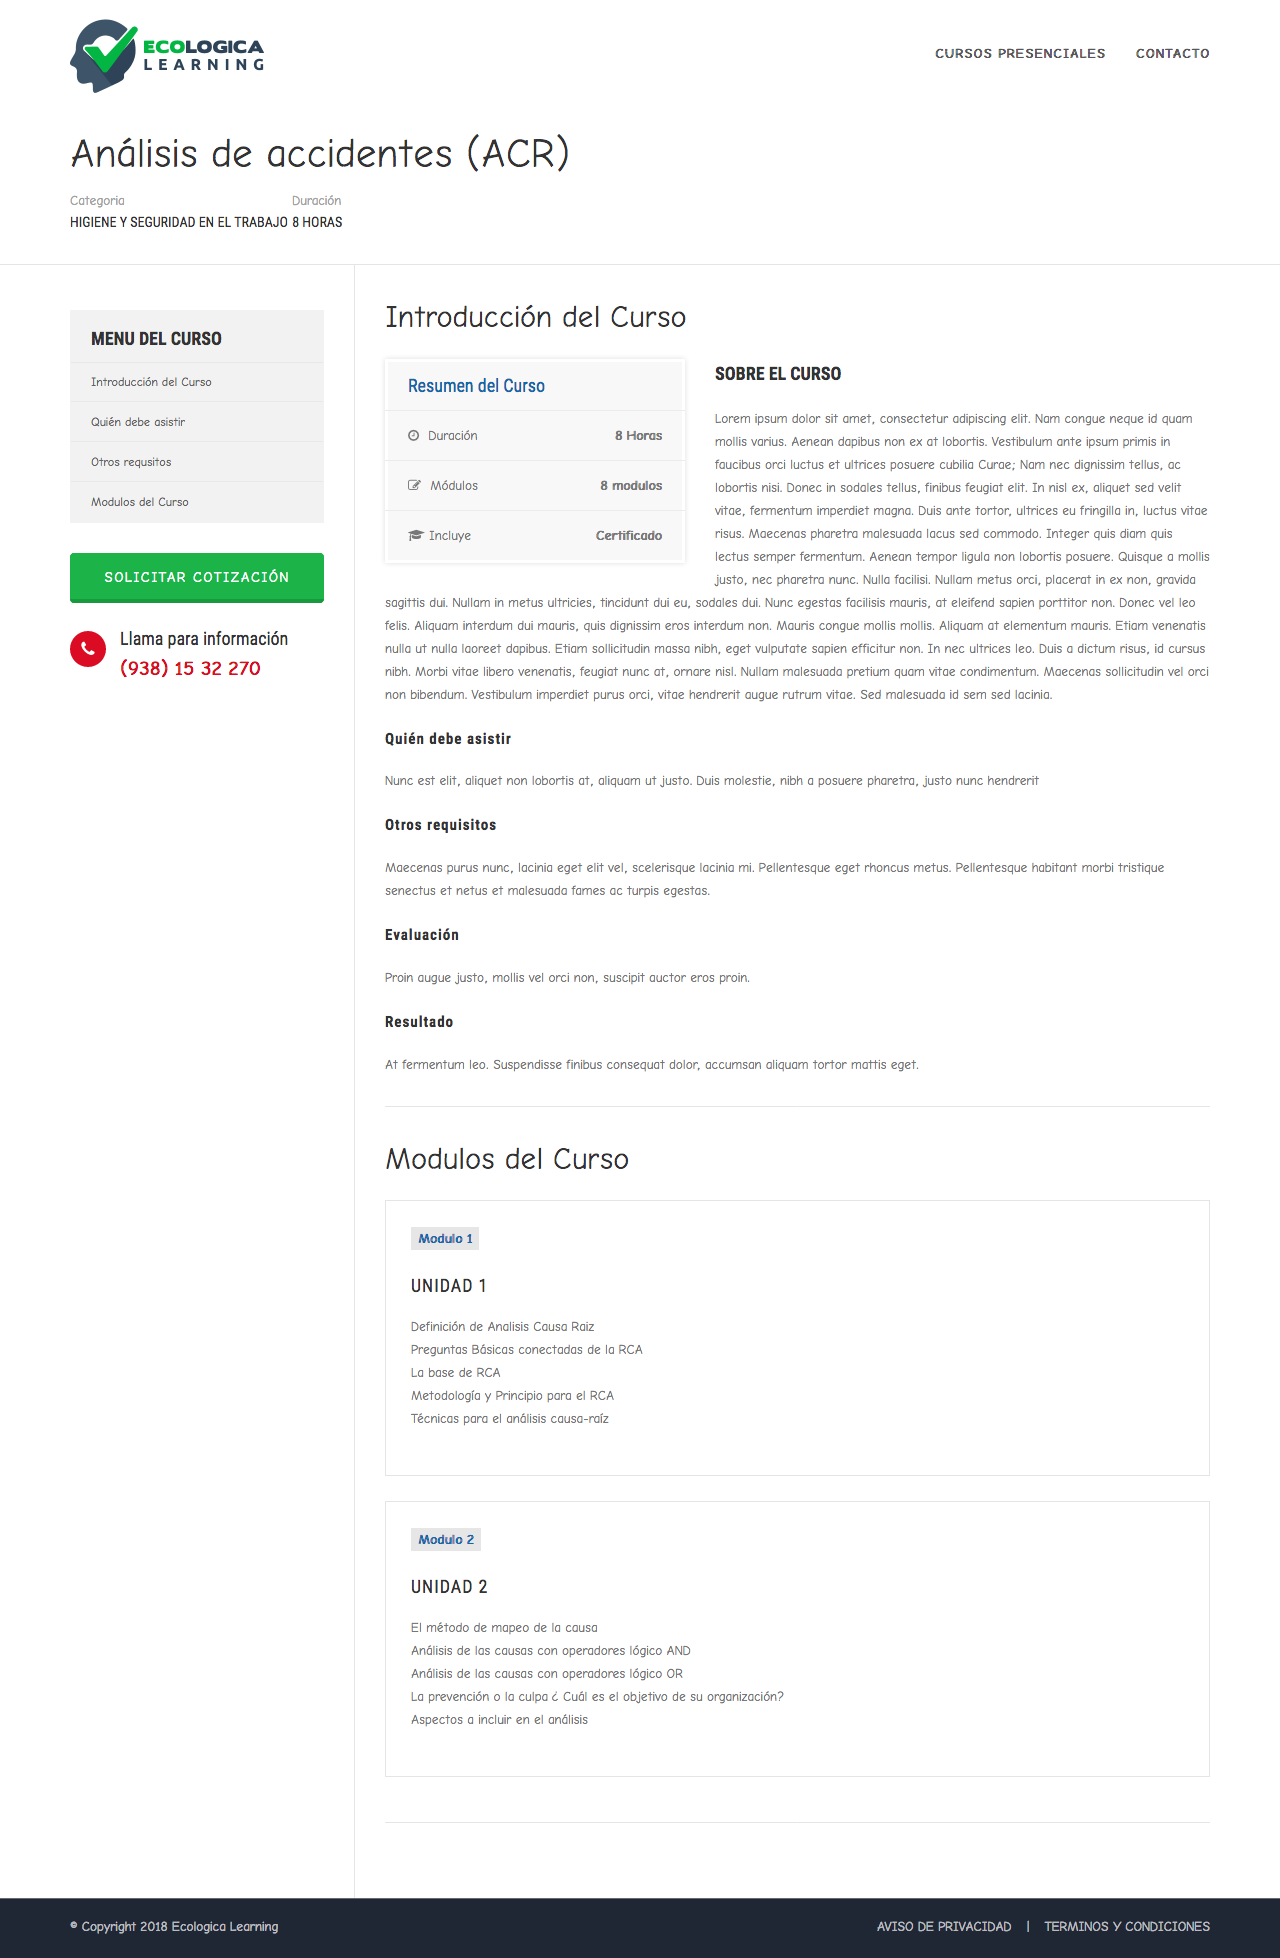 ECOLOGICA
LEARNING
CURSOS PRESENCIALES CONTACTO
Análisis de accidentes (ACR)
Categoria Duración
HIGIENE Y SEGURIDAD EN EL TRABAJO 8 HORAS
MENU DEL CURSO
Introducción del Curso
Quién debe asistir
Otros requsitos
Modulos del Curso
SOLICITAR COTIZACIÓN
Llama para información
(938) 15 32 270
Introducción del Curso
Resumen del Curso
Duración 8 Horas
Módulos 8 modulos
Incluye Certificado
SOBRE EL CURSO
Lorem ipsum dolor sit amet, consectetur adipiscing elit. Nam congue neque id quam
mollis varius. Aenean dapibus non ex at lobortis. Vestibulum ante ipsum primis in
faucibus orci luctus et ultrices posuere cubilia Curae; Nam nec dignissim tellus, ac
lobortis nisi. Donec in sodales tellus, finibus feugiat elit. In nisl ex, aliquet sed velit
vitae, fermentum imperdiet magna. Duis ante tortor, ultrices eu fringilla in, luctus vitae
risus. Maecenas pharetra malesuada lacus sed commodo. Integer quis diam quis
lectus semper fermentum. Aenean tempor ligula non lobortis posuere. Quisque a mollis
justo, nec pharetra nunc. Nulla facilisi. Nullam metus orci, placerat in ex non, gravida
sagittis dui. Nullam in metus ultricies, tincidunt dui eu, sodales dui. Nunc egestas facilisis mauris, at eleifend sapien porttitor non. Donec vel leo
felis. Aliquam interdum dui mauris, quis dignissim eros interdum non. Mauris congue mollis mollis. Aliquam at elementum mauris. Etiam venenatis
nulla ut nulla laoreet dapibus. Etiam sollicitudin massa nibh, eget vulputate sapien efficitur non. In nec ultrices leo. Duis a dictum risus, id cursus
nibh. Morbi vitae libero venenatis, feugiat nunc at, ornare nisl. Nullam malesuada pretium quam vitae condimentum. Maecenas sollicitudin vel orci
non bibendum. Vestibulum imperdiet purus orci, vitae hendrerit augue rutrum vitae. Sed malesuada id sem sed lacinia.
Quién debe asistir
Nunc est elit, aliquet non lobortis at, aliquam ut justo. Duis molestie, nibh a posuere pharetra, justo nunc hendrerit
Otros requisitos
Maecenas purus nunc, lacinia eget elit vel, scelerisque lacinia mi. Pellentesque eget rhoncus metus. Pellentesque habitant morbi tristique
senectus et netus et malesuada fames ac turpis egestas.
Evaluación
Proin augue justo, mollis vel orci non, suscipit auctor eros proin.
Resultado
At fermentum leo. Suspendisse finibus consequat dolor, accumsan aliquam tortor mattis eget.
Modulos del Curso
Modulo 1
UNIDAD 1
Definición de Analisis Causa Raiz
Preguntas Básicas conectadas de la RCA
La base de RCA
Metodología y Principio para el RCA
Técnicas para el análisis causa-raíz
Modulo 2
UNIDAD 2
El método de mapeo de la causa
Análisis de las causas con operadores lógico AND
Análisis de las causas con operadores lógico OR
La prevención o la culpa ¿ Cuál es el objetivo de su organización?
Aspectos a incluir en el análisis
© Copyright 2018 Ecologica Learning
AVISO DE PRIVACIDAD | TERMINOS Y CONDICIONES